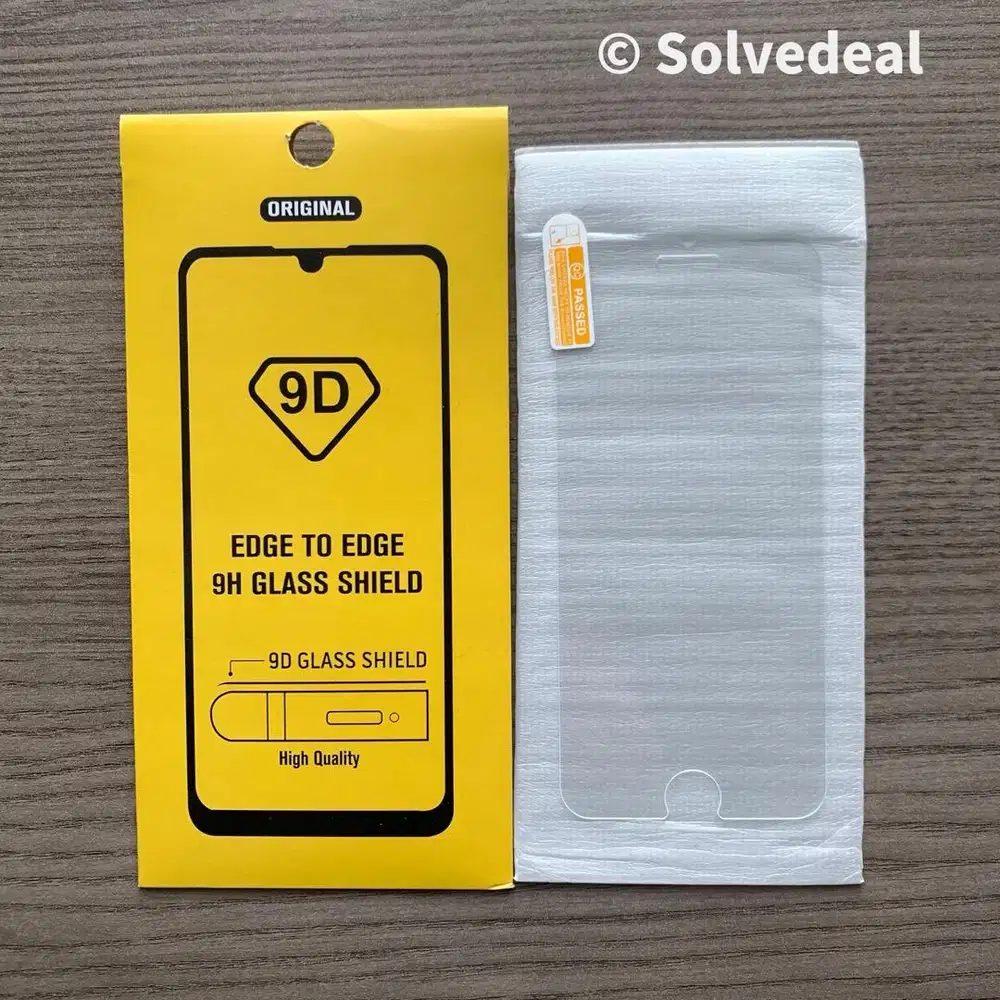 © Solvedeal
ORIGINAL
9D
EDGE TO EDGE
9H GLASS SHIELD
9D GLASS SHIELD
High Quality
PASSED